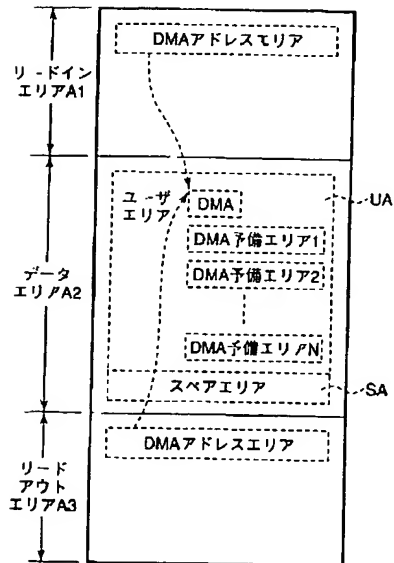 DMAアドレスエリア
リードイン
エリアA1
ユーザ
エリア
DMA
UA
DMA予備エリア1
DMA予備エリア2
データ
エリアA2
DMA予備エリアN
スペアエリア
SA
DMAアドレスエリア
リード
アウト
エリアA3